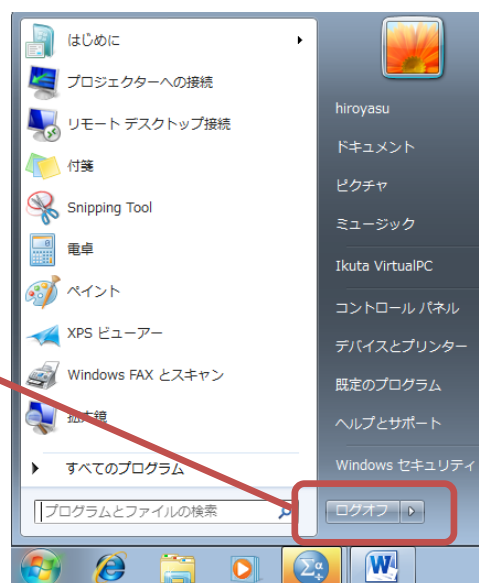 はじめに
プロジェクターへの接続
リモート デスクトップ接続
付箋
Snipping Tool
電卓
ペイント
XPS ビューアー
Windows FAX とスキャン
拡大鏡
すべてのプログラム
プログラムとファイルの検索
hiroyasu
ドキュメント
ピクチャ
ミュージック
Ikuta VirtualPC
コントロール パネル
デバイスとプリンター
既定のプログラム
ヘルプとサポート
Windows セキュリティ
ログオフ